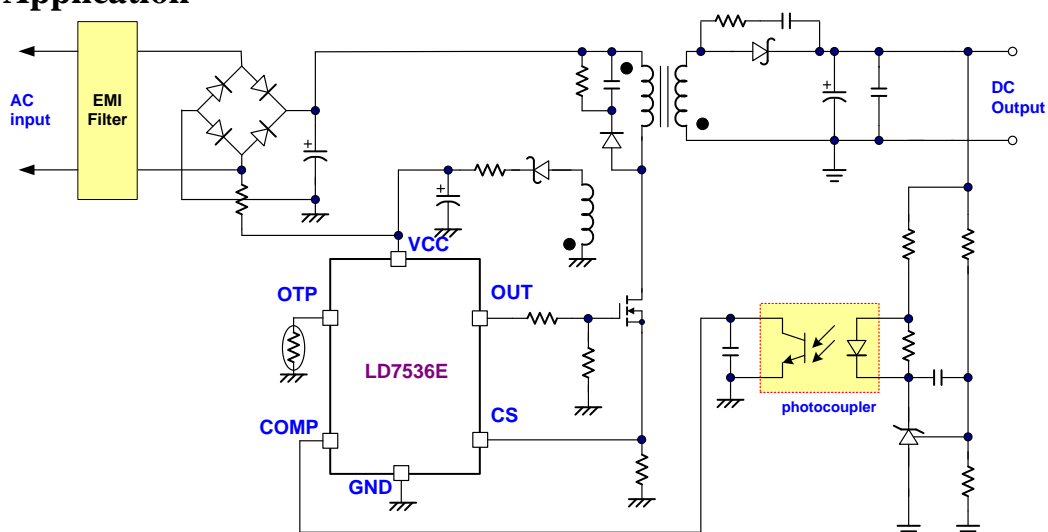 Application
AC
input
EMI
Filter
DC
Output
+
+
+
VCC
OTP
OUT
LD7536E
COMP
CS
GND
photocoupler